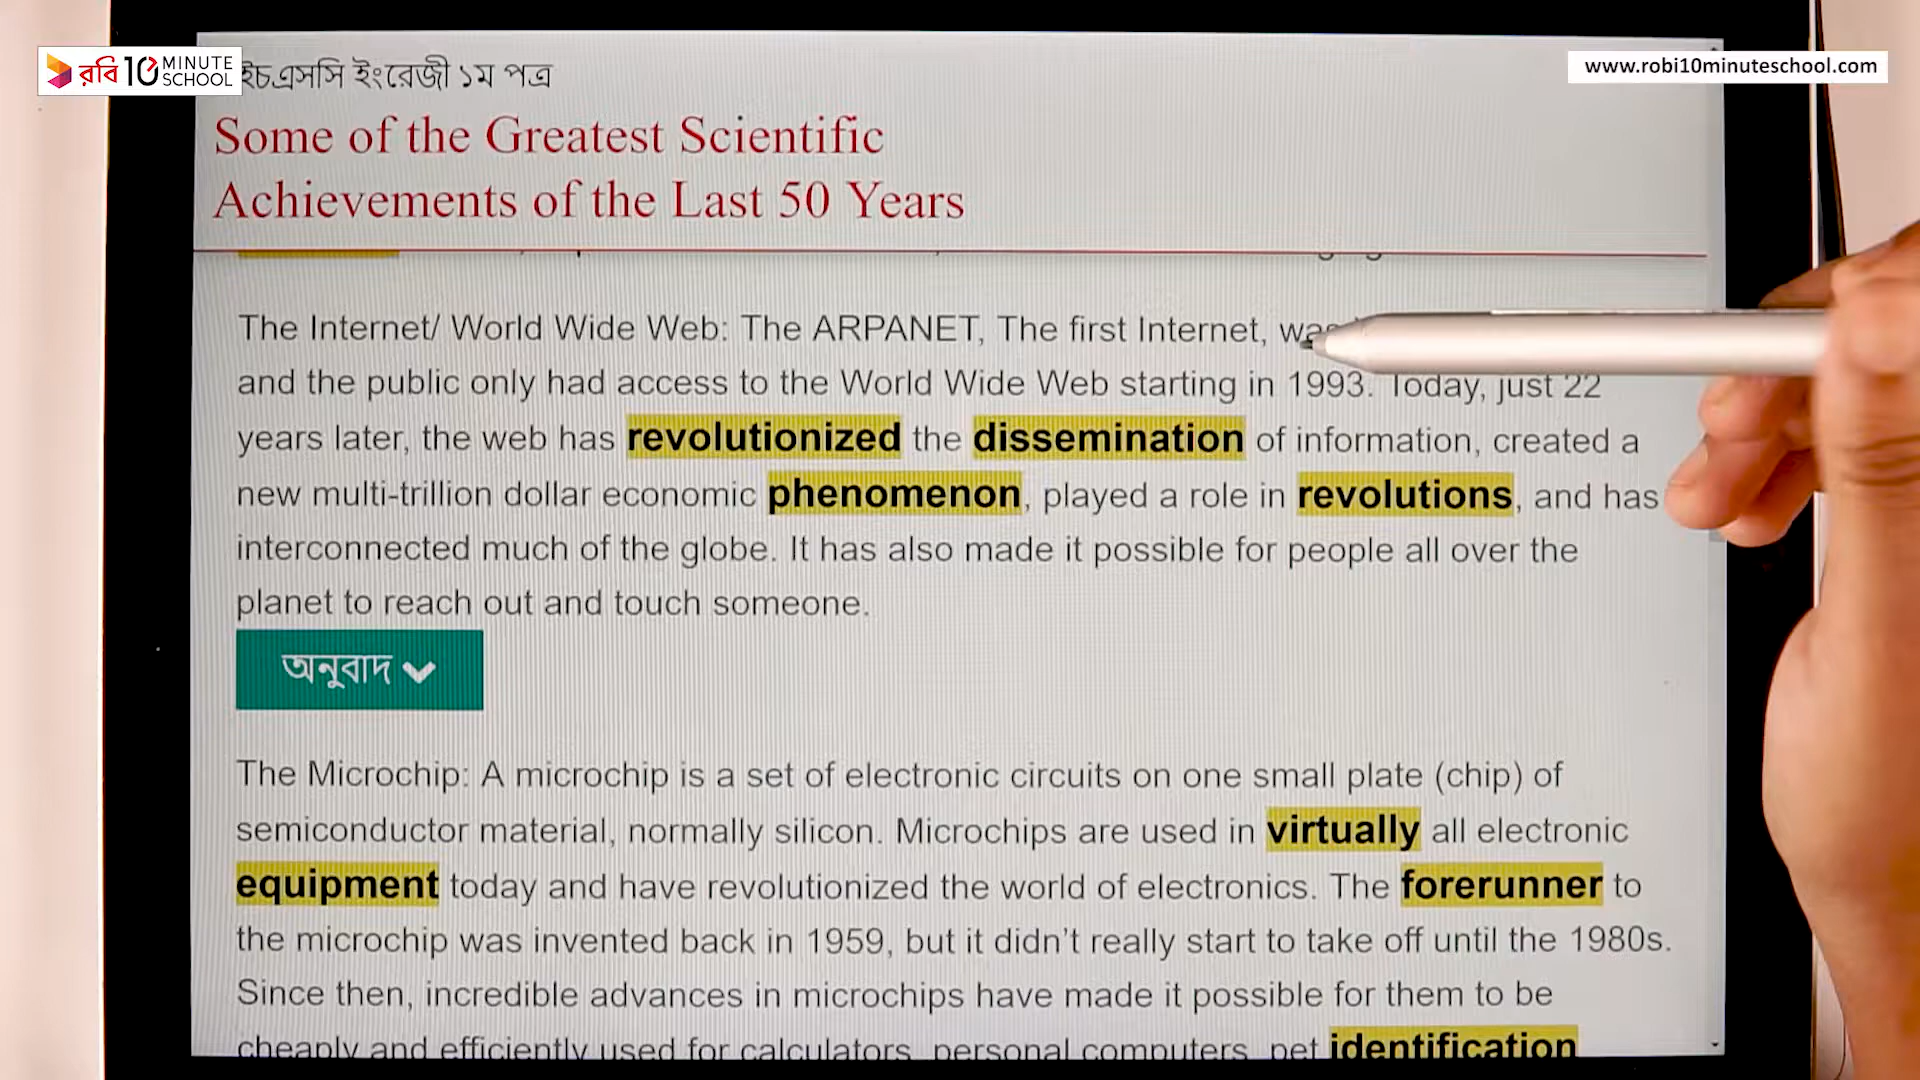 রবি 10 MINUTE SCHOOL
www.robi10minuteschool.com
ইচএসসি ইংরেজী ১ম পত্র
Some of the Greatest Scientific
Achievements of the Last 50 Years
The Internet/ World Wide Web: The ARPANET, The first Internet, was
and the public only had access to the World Wide Web starting in 1993. Today, just 22
years later, the web has revolutionized the dissemination of information, created a
new multi-trillion dollar economic phenomenon, played a role in revolutions, and has
interconnected much of the globe. It has also made it possible for people all over the
planet to reach out and touch someone.
অনুবাদ
The Microchip: A microchip is a set of electronic circuits on one small plate (chip) of
semiconductor material, normally silicon. Microchips are used in virtually all electronic
equipment today and have revolutionized the world of electronics. The forerunner to
the microchip was invented back in 1959, but it didn't really start to take off until the 1980s.
Since then, incredible advances in microchips have made it possible for them to be
cheaply and efficiently used for calculators, personal computers, pet identification